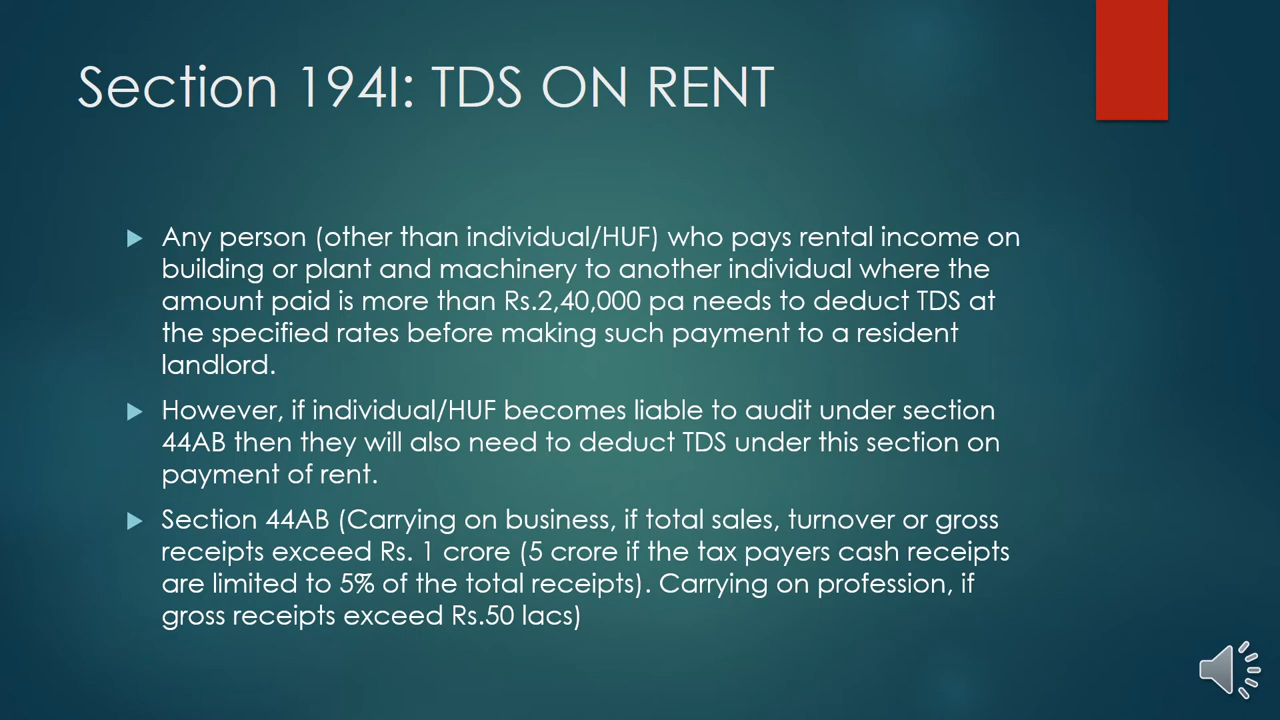 Section 194I: TDS ON RENT
Any person (other than individual/HUF) who pays rental income on
building or plant and machinery to another individual where the
amount paid is more than Rs.2,40,000 pa needs to deduct TDS at
the specified rates before making such payment to a resident
landlord.
However, if individual/HUF becomes liable to audit under section
44AB then they will also need to deduct TDS under this section on
payment of rent.
Section 44AB (Carrying on business, if total sales, turnover or gross
receipts exceed Rs. 1 crore (5 crore if the tax payers cash receipts
are limited to 5% of the total receipts). Carrying on profession, if
gross receipts exceed Rs.50 lacs)